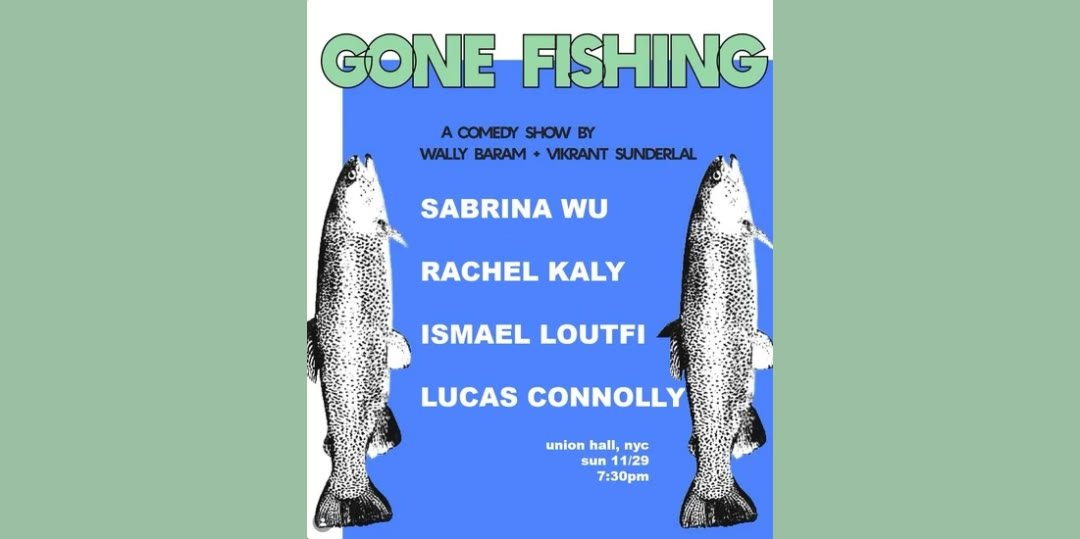 GONE FISHING
A COMEDY SHOW BY
WALLY BARAM + VIKRANT SUNDERLAL
SABRINA WU
RACHEL KALY
ISMAEL LOUTFI
LUCAS CONNOLLY
union hall, nyc
sun 11/29
7:30pm